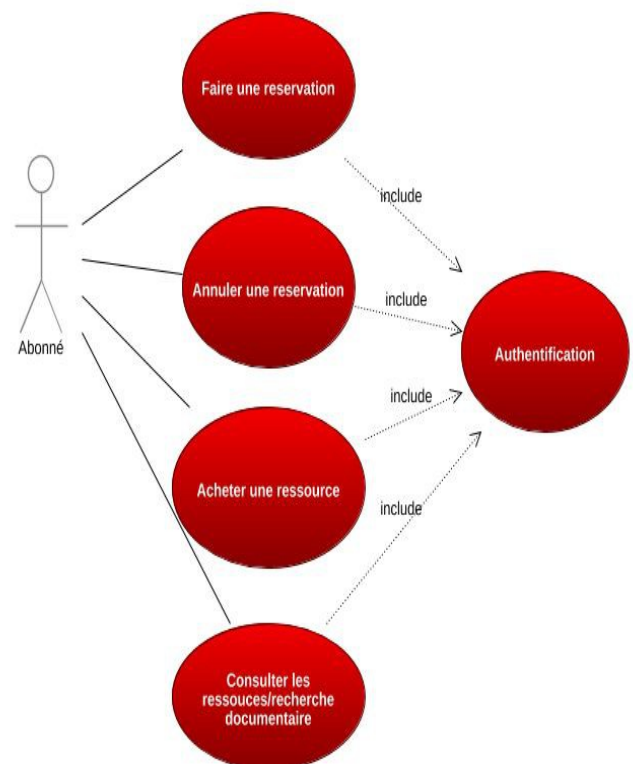 Faire une reservation
include
Annuler une reservation
include
Authentification
Abonné
include
Acheter une ressource
include
Consulter les
ressouces/recherche
documentaire